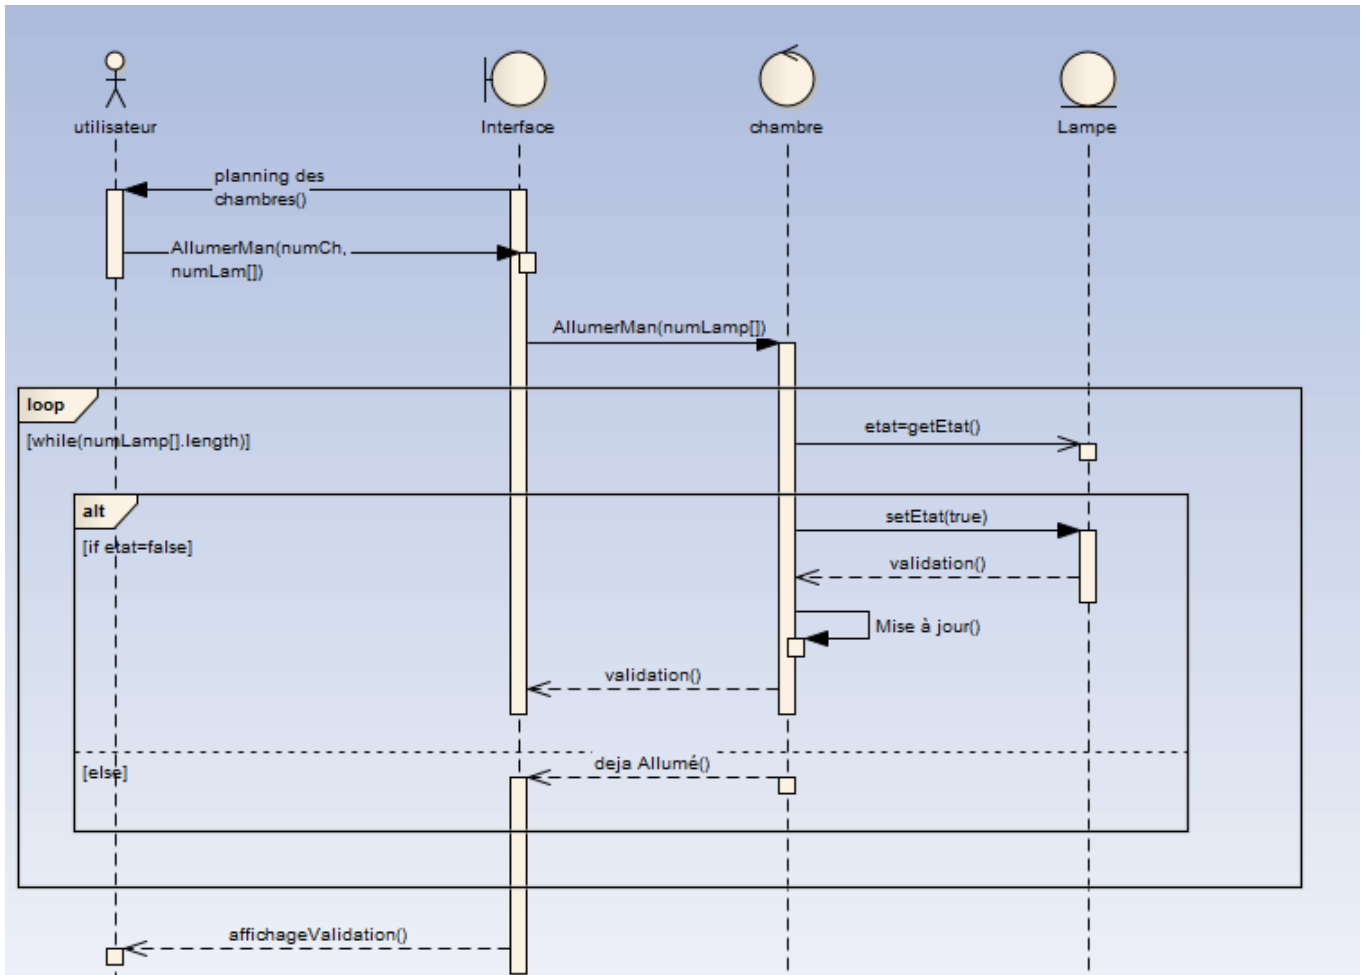 utilisateur
Interface
chambre
Lampe
planning des
chambres()
AllumerMan(numCh,
numLam[])
AllumerMan(numLamp[])
loop
[while(numLamp[].length)]
etat=getEtat()
alt
[if etat=false]
setEtat(true)
validation()
Mise à jour()
validation()
[else]
deja Allumé()
affichageValidation()